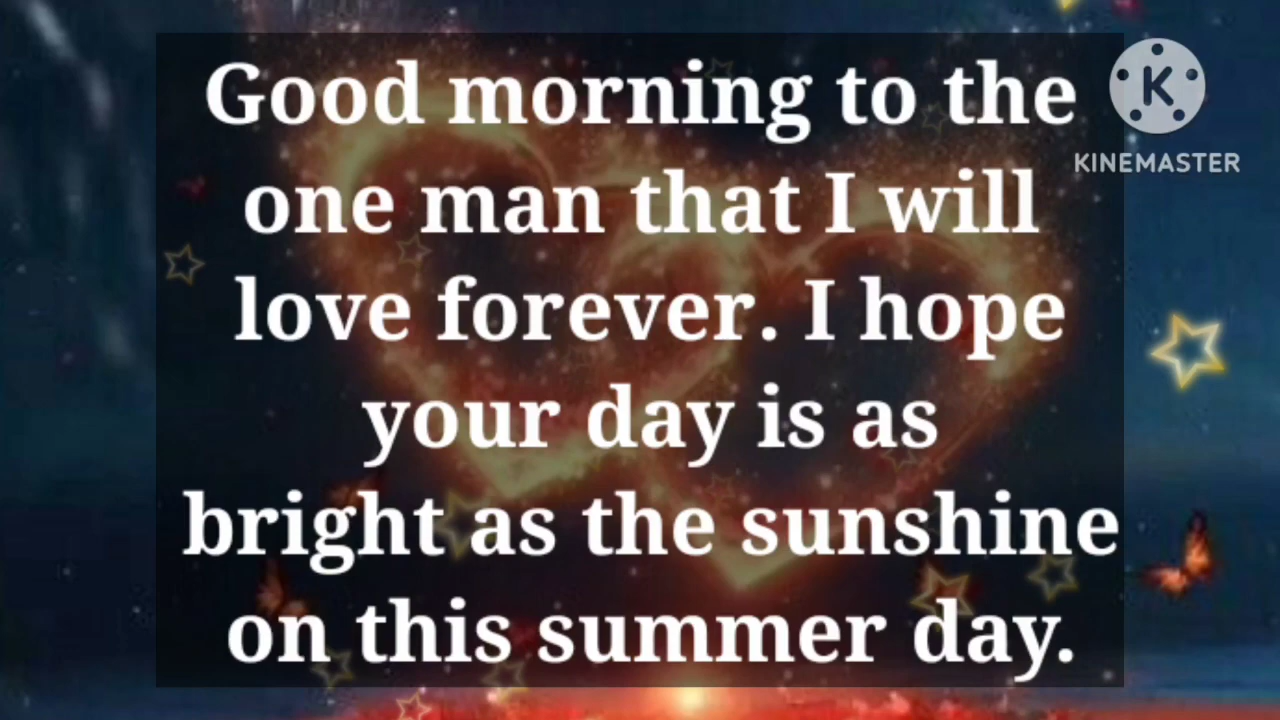 Good morning to the
one man that I will
love forever. I hope
your day is as
bright as the sunshine
on this summer day.
K
KINEMASTER